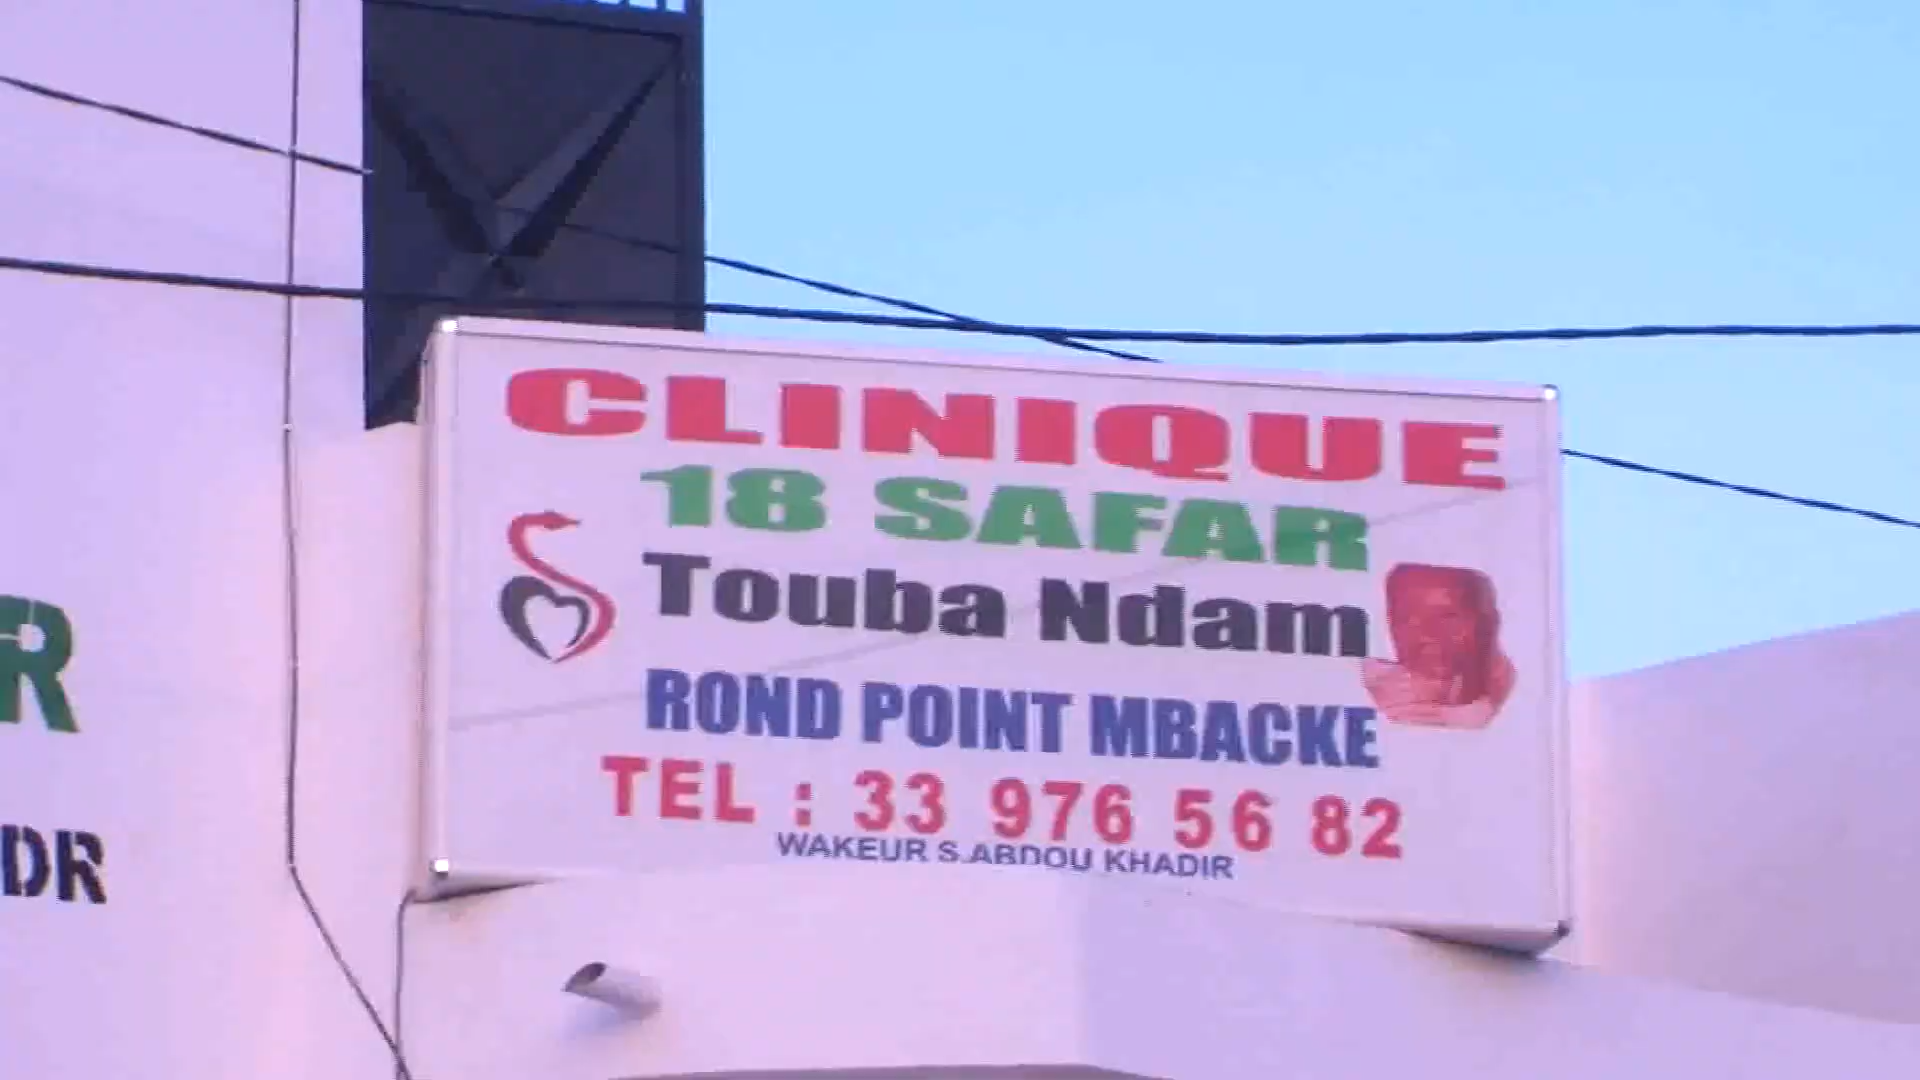 CLINIQUE
18 SAFAR
Touba Ndam
ROND POINT MBACKE
TEL : 33 976 56 82
WAKEUR S.ABDOU KHADIR
R
DR